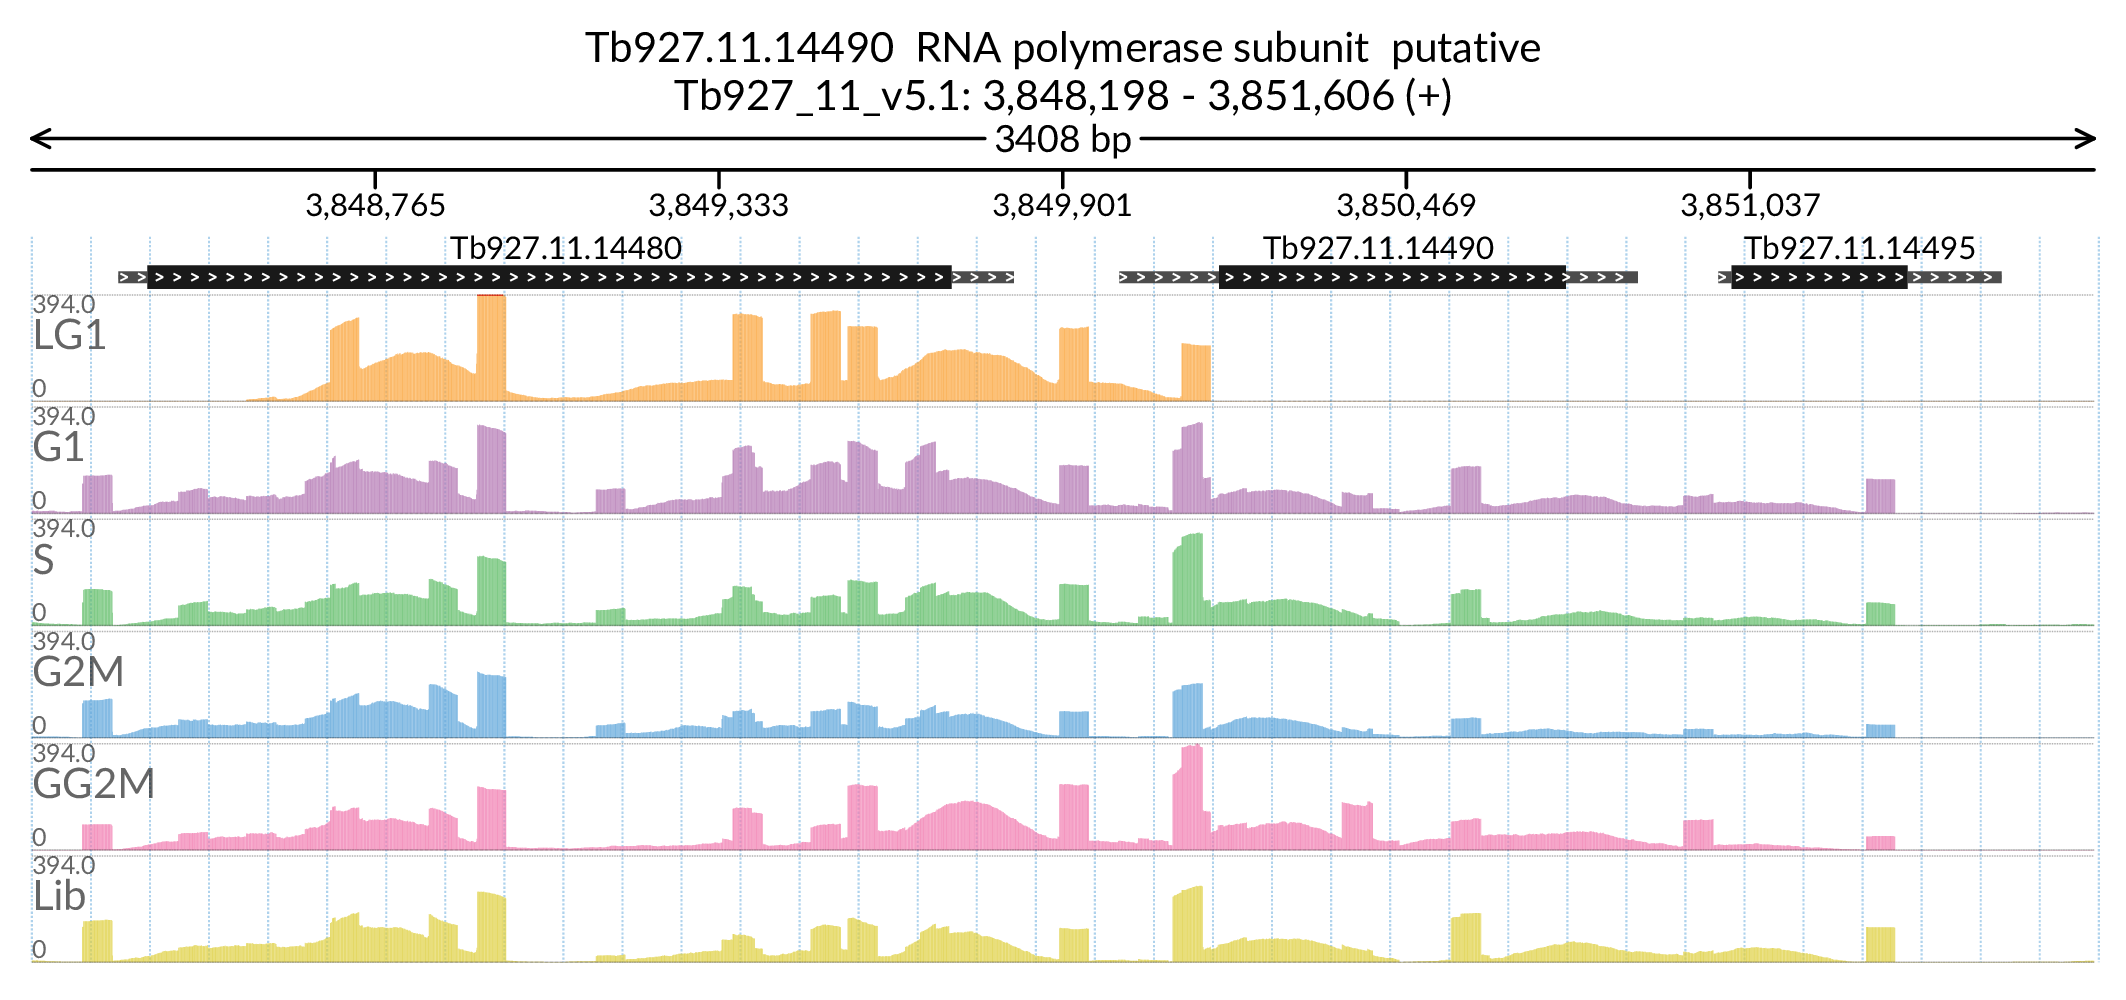 Tb927.11.14490 RNA polymerase subunit putative
Tb927_11_v5.1: 3,848,198 - 3,851,606 (+)
3408 bp
3,848,765 3,849,333 3,849,901 3,850,469 3,851,037
Tb927.11.14480 Tb927.11.14490 Tb927.11.14495
394.0
LG1
0
394.0
G1
0
394.0
S
0
394.0
G2M
0
394.0
GG2M
0
394.0
Lib
0